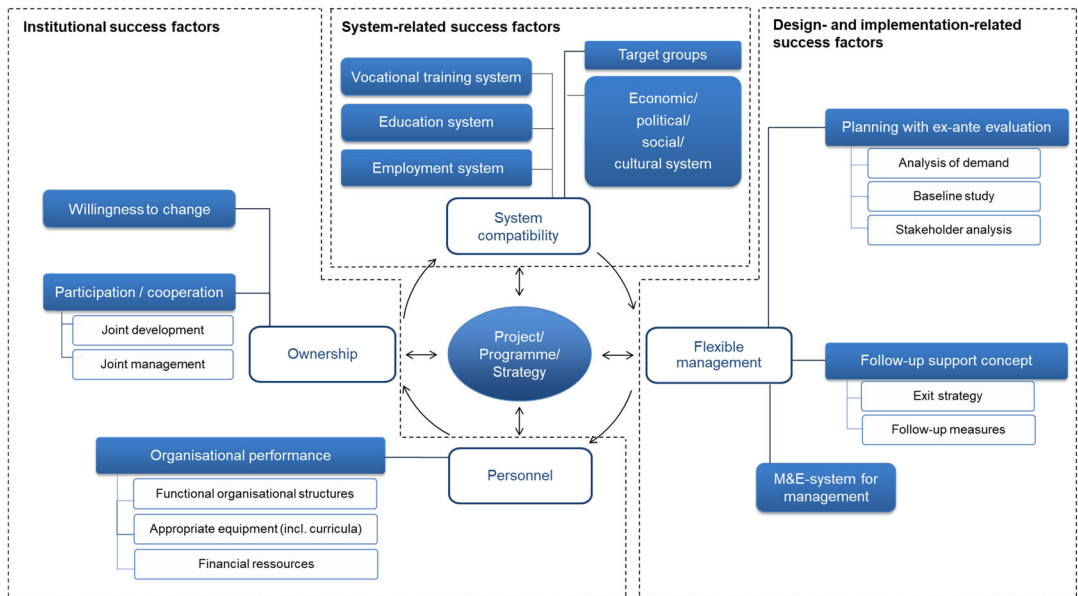 Institutional success factors
System-related success factors
Design- and implementation-related
success factors
Vocational training system
Education system
Employment system
Target groups
Economic/
political/
social/
cultural system
System
compatibility
Willingness to change
Participation / cooperation
Joint development
Joint management
Ownership
Project/
Programme/
Strategy
Flexible
management
Planning with ex-ante evaluation
Analysis of demand
Baseline study
Stakeholder analysis
Follow-up support concept
Exit strategy
Follow-up measures
M&E-system for
management
Organisational performance
Functional organisational structures
Appropriate equipment (incl. curricula)
Financial ressources
Personnel